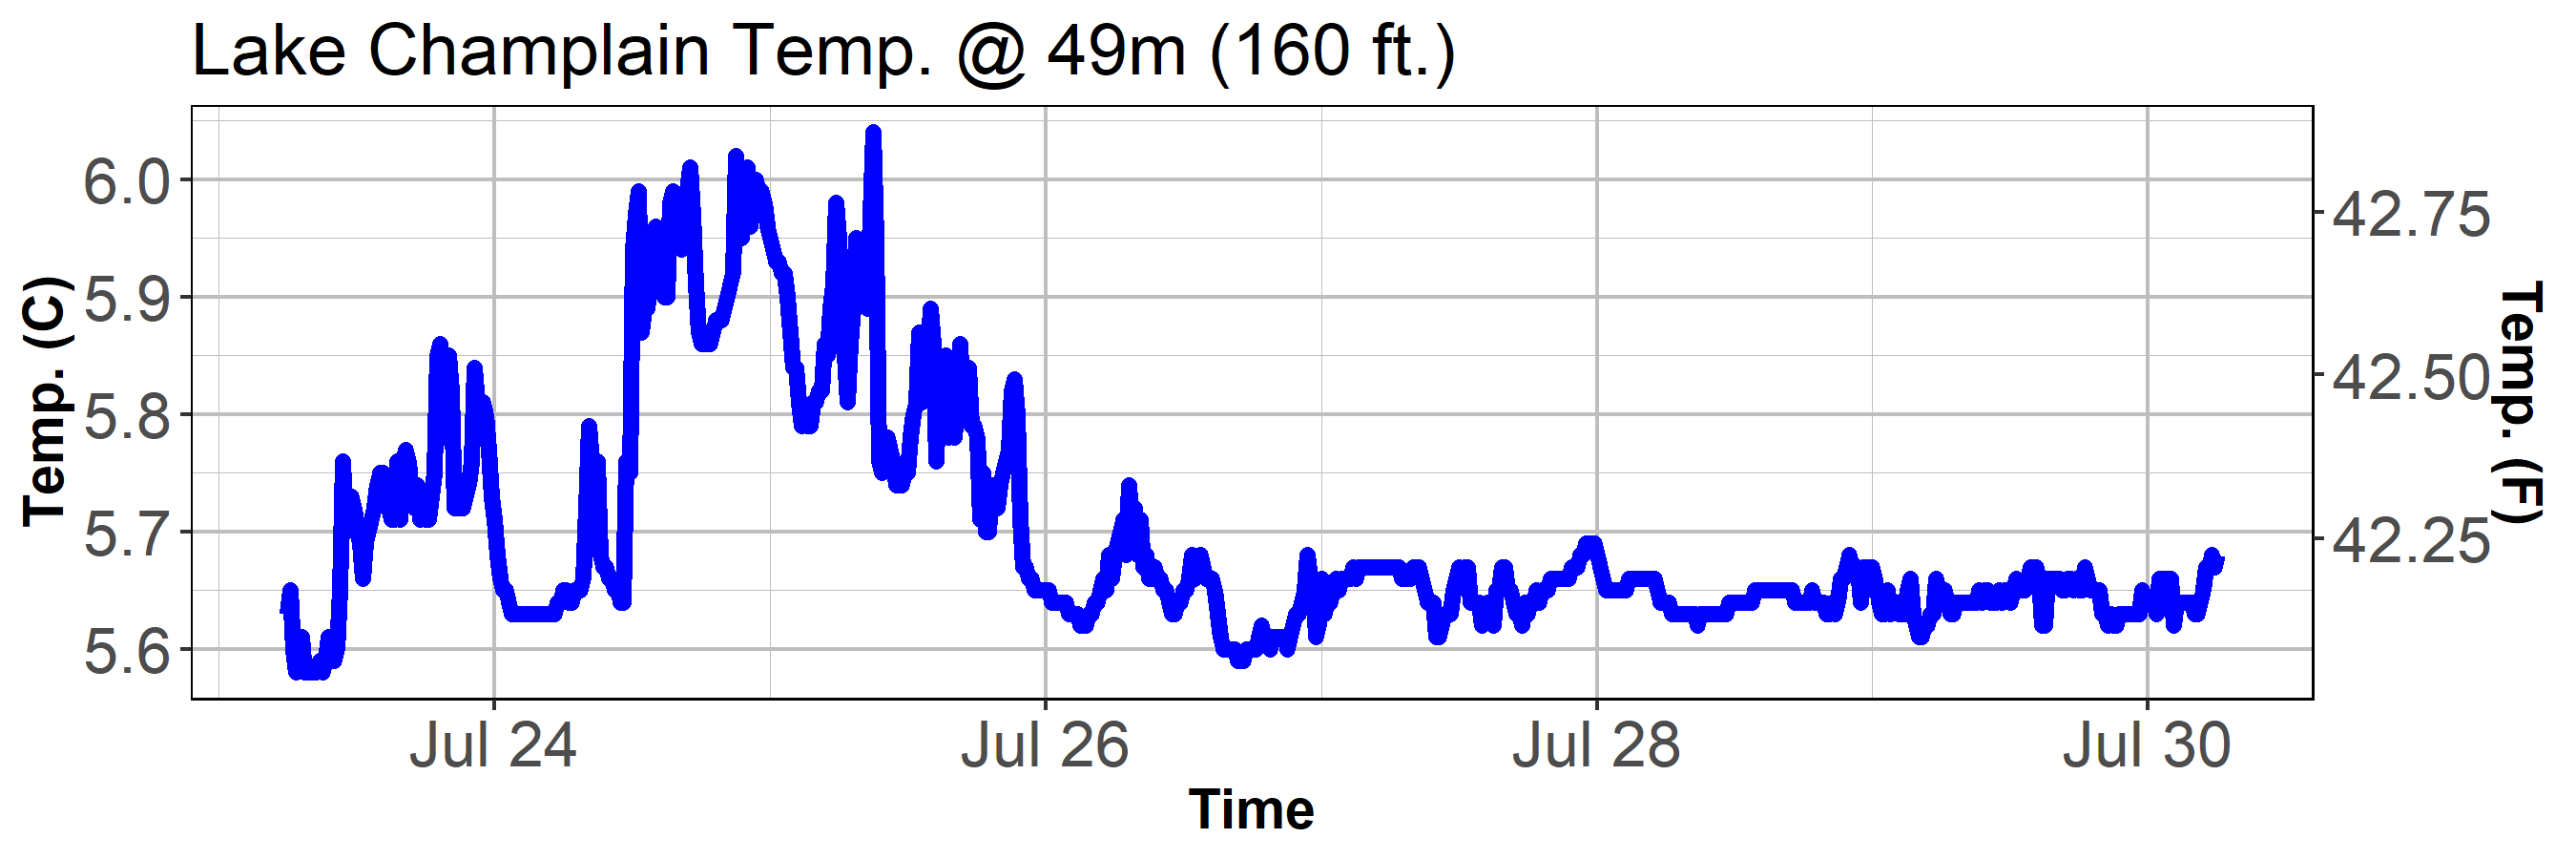 Lake Champlain Temp. @ 49m (160 ft.)
6.0
5.9
5.8
5.7
5.6
Temp. (C)
42.75
42.50
42.25
Temp. (F)
Jul 24 Jul 26 Jul 28 Jul 30
Time